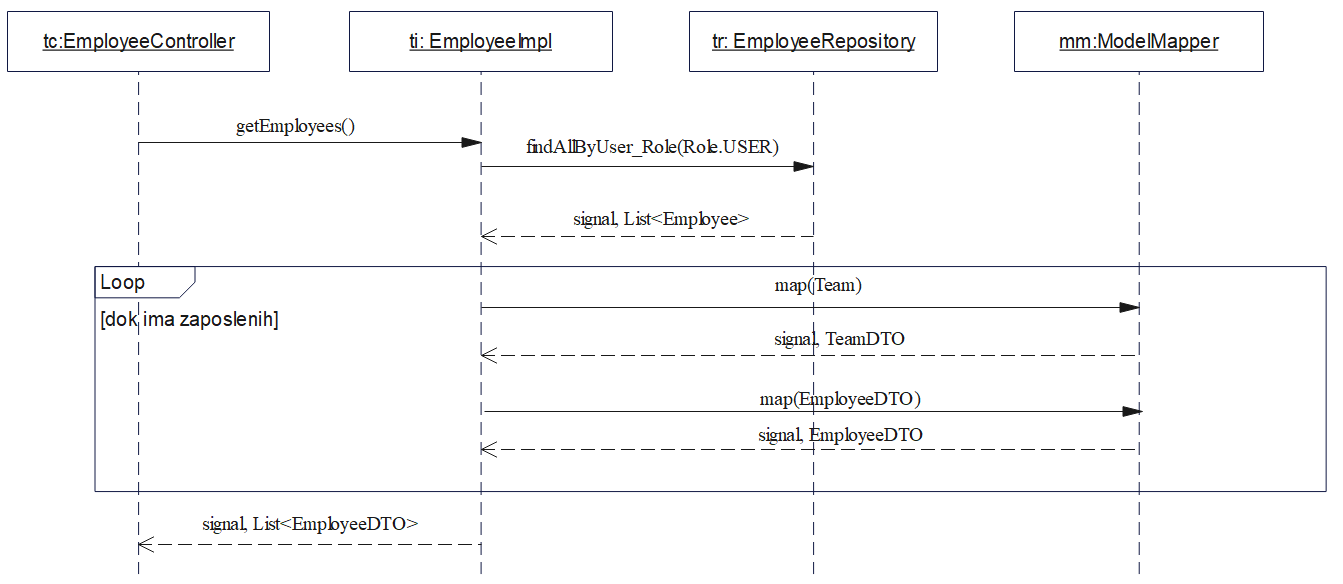 tc:EmployeeController
ti: EmployeeImpl
tr: EmployeeRepository
mm:ModelMapper
getEmployees()
findAllByUser_Role(Role.USER)
signal, List<Employee>
Loop
map(Team)
[dok ima zaposlenih]
signal, TeamDTO
map(EmployeeDTO)
signal, EmployeeDTO
signal, List<EmployeeDTO>